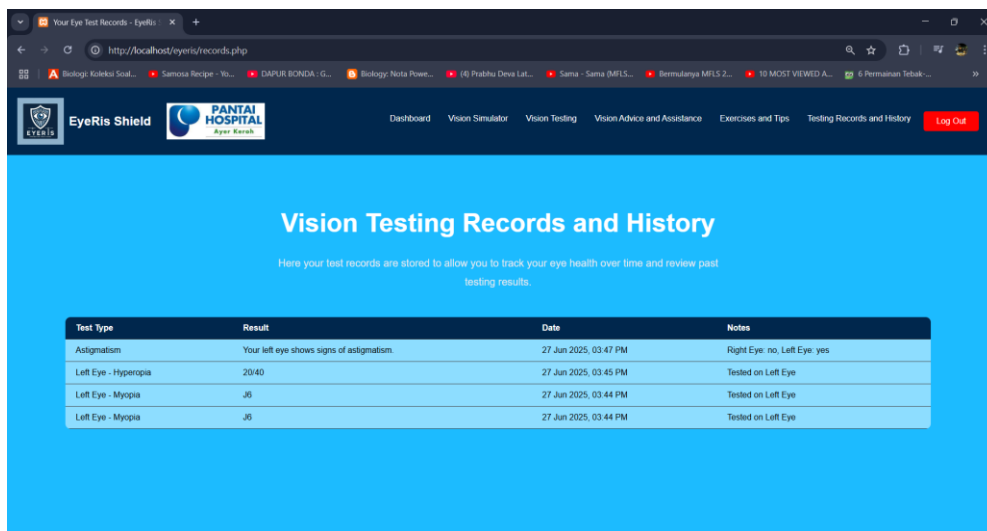 Your Eye Test Records - EyeRis S
http://localhost/eyeris/records.php
Biologi: Koleksi Soal...
Samosa Recipe - Yo...
DAPUR BONDA : G...
Biology: Nota Powe...
(4) Prabhu Deva Lat...
Sama - Sama (MFLS...
Bermulanya MFLS 2...
10 MOST VIEWED A...
6 Permainan Tebak-...
EYERIS
EyeRis Shield
PANTAI
HOSPITAL
Ayer Keroh
Dashboard
Vision Simulator
Vision Testing
Vision Advice and Assistance
Exercises and Tips
Testing Records and History
Log Out
Vision Testing Records and History
Here your test records are stored to allow you to track your eye health over time and review past
testing results.
Test Type Result Date Notes
Astigmatism Your left eye shows signs of astigmatism. 27 Jun 2025, 03:47 PM Right Eye: no, Left Eye: yes
Left Eye - Hyperopia 20/40 27 Jun 2025, 03:45 PM Tested on Left Eye
Left Eye - Myopia J6 27 Jun 2025, 03:44 PM Tested on Left Eye
Left Eye - Myopia J6 27 Jun 2025, 03:44 PM Tested on Left Eye